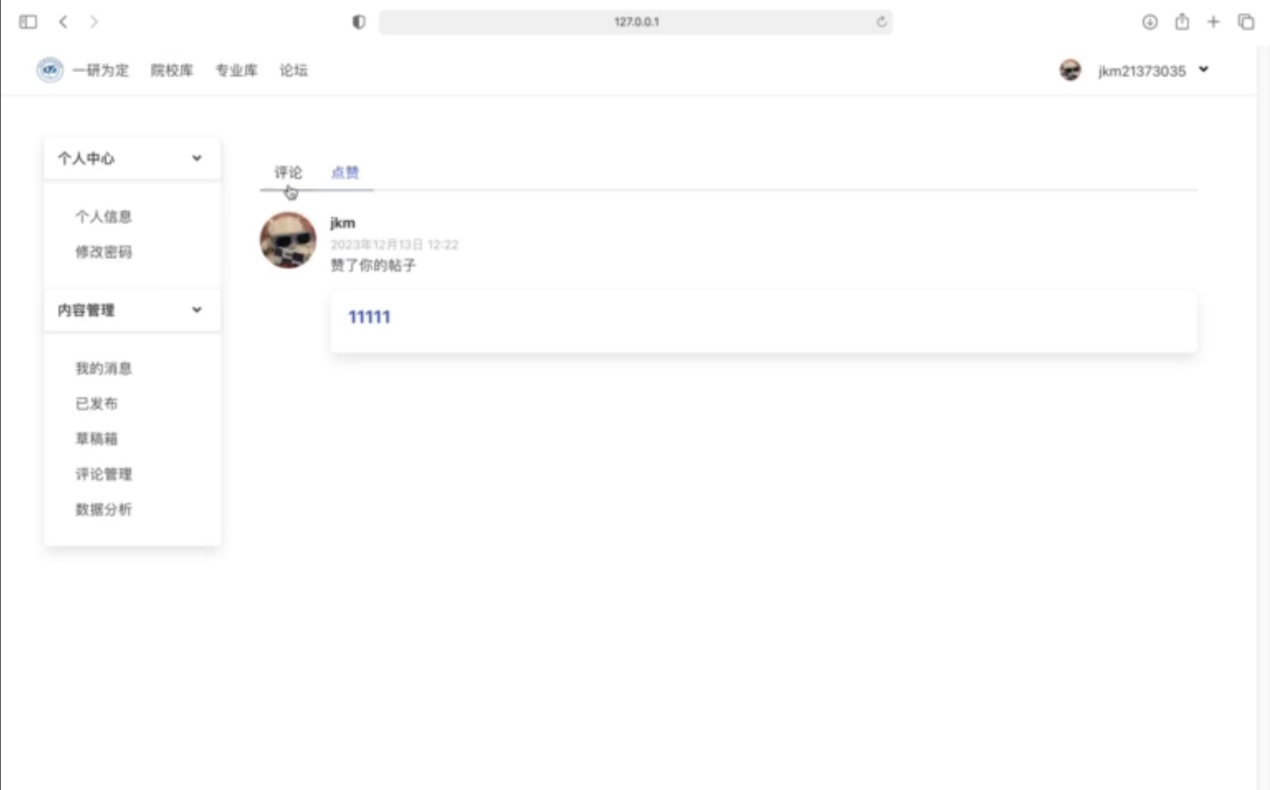 127.0.0.1
一研为定 院校库 专业库 论坛 jkm21373035
个人中心
个人信息
修改密码
内容管理
我的消息
已发布
草稿箱
评论管理
数据分析
评论 点赞
jkm
2023年12月13日 12:22
赞了你的帖子
11111